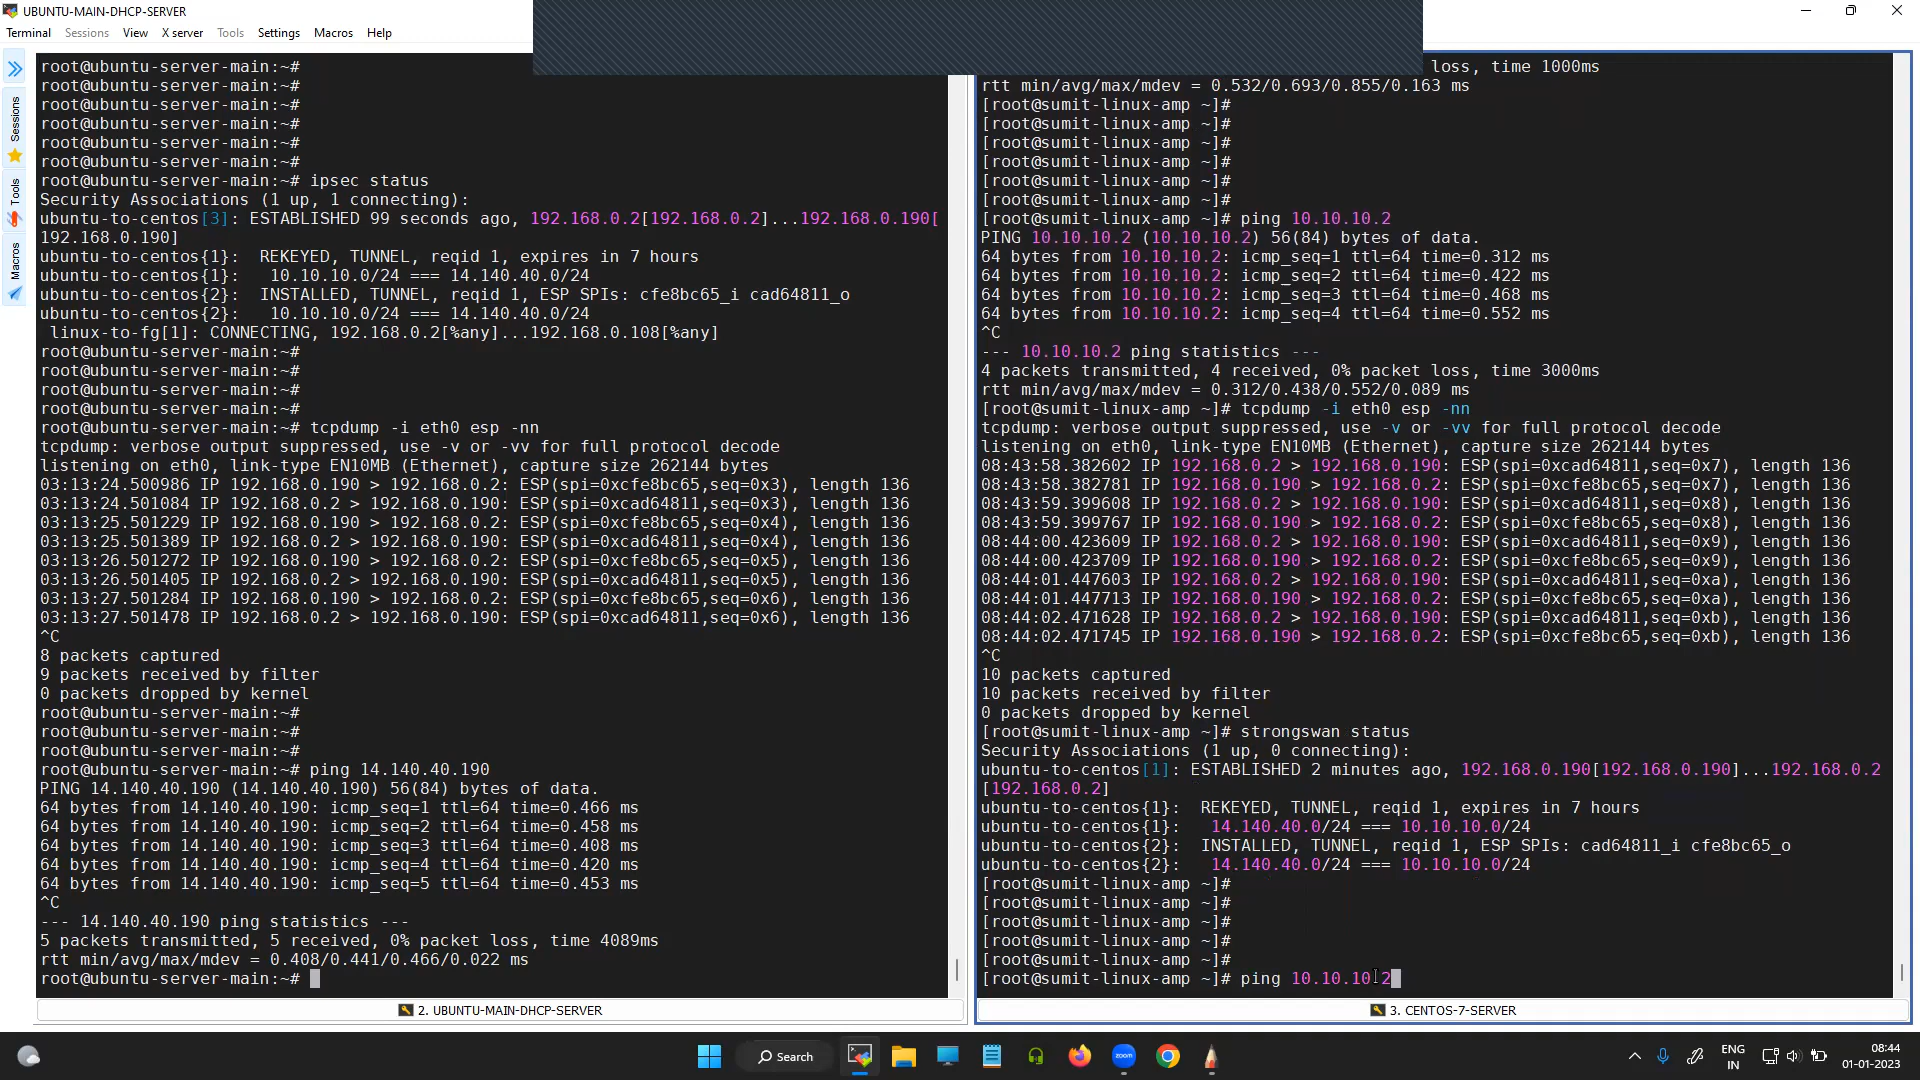 UBUNTU-MAIN-DHCP-SERVER
Terminal Sessions View X server Tools Settings Macros Help
Sessions
Tools
Macros
root@ubuntu-server-main:~#
root@ubuntu-server-main:~#
root@ubuntu-server-main:~#
root@ubuntu-server-main:~#
root@ubuntu-server-main:~#
root@ubuntu-server-main:~#
root@ubuntu-server-main:~# ipsec status
Security Associations (1 up, 1 connecting):
ubuntu-to-centos[3]: ESTABLISHED 99 seconds ago, 192.168.0.2[192.168.0.2]...192.168.0.190[
192.168.0.190]
ubuntu-to-centos{1}:  REKEYED, TUNNEL, reqid 1, expires in 7 hours
ubuntu-to-centos{1}:   10.10.10.0/24 === 14.140.40.0/24
ubuntu-to-centos{2}:  INSTALLED, TUNNEL, reqid 1, ESP SPIs: cfe8bc65_i cad64811_o
ubuntu-to-centos{2}:   10.10.10.0/24 === 14.140.40.0/24
linux-to-fg[1]: CONNECTING, 192.168.0.2[%any]...192.168.0.108[%any]
root@ubuntu-server-main:~#
root@ubuntu-server-main:~#
root@ubuntu-server-main:~#
root@ubuntu-server-main:~#
root@ubuntu-server-main:~# tcpdump -i eth0 esp -nn
tcpdump: verbose output suppressed, use -v or -vv for full protocol decode
listening on eth0, link-type EN10MB (Ethernet), capture size 262144 bytes
03:13:24.500986 IP 192.168.0.190 > 192.168.0.2: ESP(spi=0xcfe8bc65,seq=0x3), length 136
03:13:24.501084 IP 192.168.0.2 > 192.168.0.190: ESP(spi=0xcad64811,seq=0x3), length 136
03:13:25.501229 IP 192.168.0.190 > 192.168.0.2: ESP(spi=0xcfe8bc65,seq=0x4), length 136
03:13:25.501389 IP 192.168.0.2 > 192.168.0.190: ESP(spi=0xcad64811,seq=0x4), length 136
03:13:26.501272 IP 192.168.0.190 > 192.168.0.2: ESP(spi=0xcfe8bc65,seq=0x5), length 136
03:13:26.501405 IP 192.168.0.2 > 192.168.0.190: ESP(spi=0xcad64811,seq=0x5), length 136
03:13:27.501284 IP 192.168.0.190 > 192.168.0.2: ESP(spi=0xcfe8bc65,seq=0x6), length 136
03:13:27.501478 IP 192.168.0.2 > 192.168.0.190: ESP(spi=0xcad64811,seq=0x6), length 136
^C
8 packets captured
9 packets received by filter
0 packets dropped by kernel
root@ubuntu-server-main:~#
root@ubuntu-server-main:~#
root@ubuntu-server-main:~#
root@ubuntu-server-main:~# ping 14.140.40.190
PING 14.140.40.190 (14.140.40.190) 56(84) bytes of data.
64 bytes from 14.140.40.190: icmp_seq=1 ttl=64 time=0.466 ms
64 bytes from 14.140.40.190: icmp_seq=2 ttl=64 time=0.458 ms
64 bytes from 14.140.40.190: icmp_seq=3 ttl=64 time=0.408 ms
64 bytes from 14.140.40.190: icmp_seq=4 ttl=64 time=0.420 ms
64 bytes from 14.140.40.190: icmp_seq=5 ttl=64 time=0.453 ms
^C
--- 14.140.40.190 ping statistics ---
5 packets transmitted, 5 received, 0% packet loss, time 4089ms
rtt min/avg/max/mdev = 0.408/0.441/0.466/0.022 ms
root@ubuntu-server-main:~#
2. UBUNTU-MAIN-DHCP-SERVER
loss, time 1000ms
rtt min/avg/max/mdev = 0.532/0.693/0.855/0.163 ms
[root@sumit-linux-amp ~]#
[root@sumit-linux-amp ~]#
[root@sumit-linux-amp ~]#
[root@sumit-linux-amp ~]#
[root@sumit-linux-amp ~]#
[root@sumit-linux-amp ~]#
[root@sumit-linux-amp ~]# ping 10.10.10.2
PING 10.10.10.2 (10.10.10.2) 56(84) bytes of data.
64 bytes from 10.10.10.2: icmp_seq=1 ttl=64 time=0.312 ms
64 bytes from 10.10.10.2: icmp_seq=2 ttl=64 time=0.422 ms
64 bytes from 10.10.10.2: icmp_seq=3 ttl=64 time=0.468 ms
64 bytes from 10.10.10.2: icmp_seq=4 ttl=64 time=0.552 ms
^C
--- 10.10.10.2 ping statistics ---
4 packets transmitted, 4 received, 0% packet loss, time 3000ms
rtt min/avg/max/mdev = 0.312/0.438/0.552/0.089 ms
[root@sumit-linux-amp ~]# tcpdump -i eth0 esp -nn
tcpdump: verbose output suppressed, use -v or -vv for full protocol decode
listening on eth0, link-type EN10MB (Ethernet), capture size 262144 bytes
08:43:58.382602 IP 192.168.0.2 > 192.168.0.190: ESP(spi=0xcad64811,seq=0x7), length 136
08:43:58.382781 IP 192.168.0.190 > 192.168.0.2: ESP(spi=0xcfe8bc65,seq=0x7), length 136
08:43:59.399608 IP 192.168.0.2 > 192.168.0.190: ESP(spi=0xcad64811,seq=0x8), length 136
08:43:59.399767 IP 192.168.0.190 > 192.168.0.2: ESP(spi=0xcfe8bc65,seq=0x8), length 136
08:44:00.423609 IP 192.168.0.2 > 192.168.0.190: ESP(spi=0xcad64811,seq=0x9), length 136
08:44:00.423709 IP 192.168.0.190 > 192.168.0.2: ESP(spi=0xcfe8bc65,seq=0x9), length 136
08:44:01.447603 IP 192.168.0.2 > 192.168.0.190: ESP(spi=0xcad64811,seq=0xa), length 136
08:44:01.447713 IP 192.168.0.190 > 192.168.0.2: ESP(spi=0xcfe8bc65,seq=0xa), length 136
08:44:02.471628 IP 192.168.0.2 > 192.168.0.190: ESP(spi=0xcad64811,seq=0xb), length 136
08:44:02.471745 IP 192.168.0.190 > 192.168.0.2: ESP(spi=0xcfe8bc65,seq=0xb), length 136
^C
10 packets captured
10 packets received by filter
0 packets dropped by kernel
[root@sumit-linux-amp ~]# strongswan status
Security Associations (1 up, 0 connecting):
ubuntu-to-centos[1]: ESTABLISHED 2 minutes ago, 192.168.0.190[192.168.0.190]...192.168.0.2
[192.168.0.2]
ubuntu-to-centos{1}:  REKEYED, TUNNEL, reqid 1, expires in 7 hours
ubuntu-to-centos{1}:   14.140.40.0/24 === 10.10.10.0/24
ubuntu-to-centos{2}:  INSTALLED, TUNNEL, reqid 1, ESP SPIs: cad64811_i cfe8bc65_o
ubuntu-to-centos{2}:   14.140.40.0/24 === 10.10.10.0/24
[root@sumit-linux-amp ~]#
[root@sumit-linux-amp ~]#
[root@sumit-linux-amp ~]#
[root@sumit-linux-amp ~]#
[root@sumit-linux-amp ~]#
[root@sumit-linux-amp ~]# ping 10.10.10.2
3. CENTOS-7-SERVER
Search
zoom
ENG
IN
08:44
01-01-2023